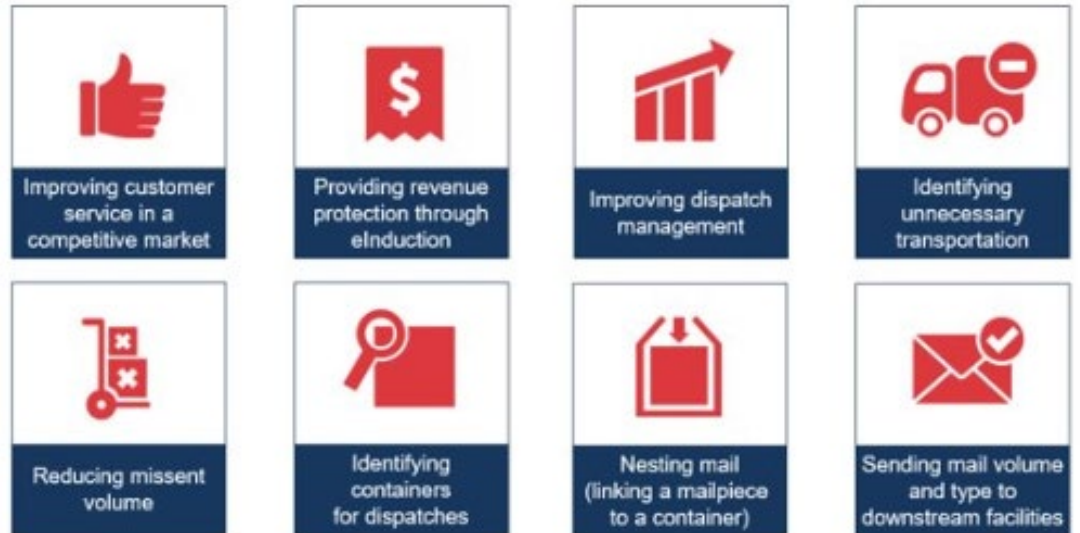 $
Improving customer
service in a
competitive market
Providing revenue
protection through
eInduction
Improving dispatch
management
Identifying
unnecessary
transportation
Reducing missent
volume
Identifying
containers
for dispatches
Nesting mail
(linking a mailpiece
to a container)
Sending mail volume
and type to
downstream facilities